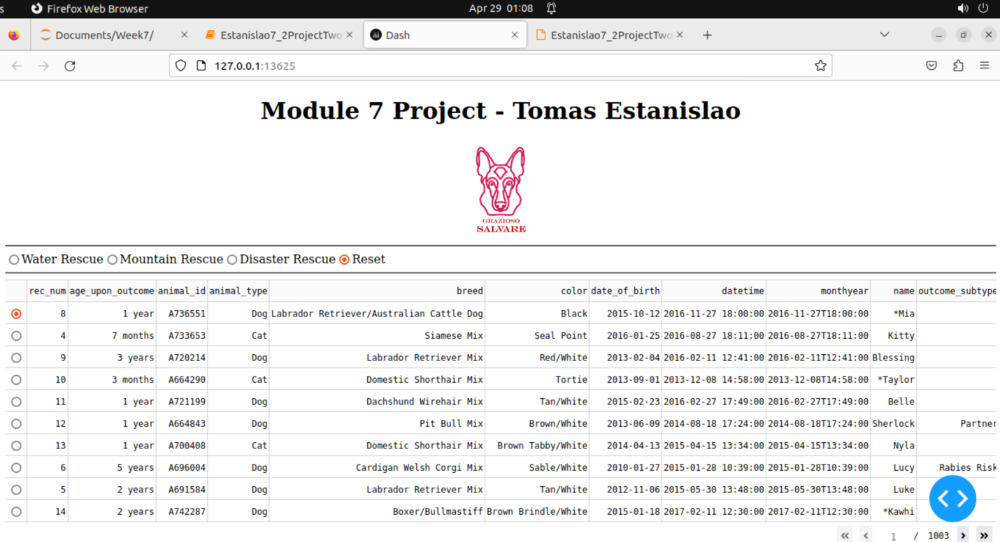 s Firefox Web Browser Apr 29 01:08
Documents/Week7/ Estanislao7_2ProjectTwo Dash Estanislao7_2ProjectTwo
127.0.0.1:13625
Module 7 Project - Tomas Estanislao
GRAZIOSO
SALVARE
Water Rescue Mountain Rescue Disaster Rescue Reset
rec_num age_upon_outcome animal_id animal_type breed color date_of_birth datetime monthyear name outcome_subtype
8 1 year A736551 Dog Labrador Retriever/Australian Cattle Dog Black 2015-10-12 2016-11-27 18:00:00 2016-11-27T18:00:00 *Mia
4 7 months A733653 Cat Siamese Mix Seal Point 2016-01-25 2016-08-27 18:11:00 2016-08-27T18:11:00 Kitty
9 3 years A720214 Dog Labrador Retriever Mix Red/White 2013-02-04 2016-02-11 12:41:00 2016-02-11T12:41:00 Blessing
10 3 months A664290 Cat Domestic Shorthair Mix Tortie 2013-09-01 2013-12-08 14:58:00 2013-12-08T14:58:00 *Taylor
11 1 year A721199 Dog Dachshund Wirehair Mix Tan/White 2015-02-23 2016-02-27 17:49:00 2016-02-27T17:49:00 Belle
12 1 year A664843 Dog Pit Bull Mix Brown/White 2013-06-09 2014-08-18 17:24:00 2014-08-18T17:24:00 Sherlock Partner
13 1 year A700408 Cat Domestic Shorthair Mix Brown Tabby/White 2014-04-13 2015-04-15 13:34:00 2015-04-15T13:34:00 Nyla
6 5 years A696004 Dog Cardigan Welsh Corgi Mix Sable/White 2010-01-27 2015-01-28 10:39:00 2015-01-28T10:39:00 Lucy Rabies Risk
5 2 years A691584 Dog Labrador Retriever Mix Tan/White 2012-11-06 2015-05-30 13:48:00 2015-05-30T13:48:00 Luke
14 2 years A742287 Dog Boxer/Bullmastiff Brown Brindle/White 2015-01-18 2017-02-11 12:30:00 2017-02-11T12:30:00 *Kawhi
1 / 1003